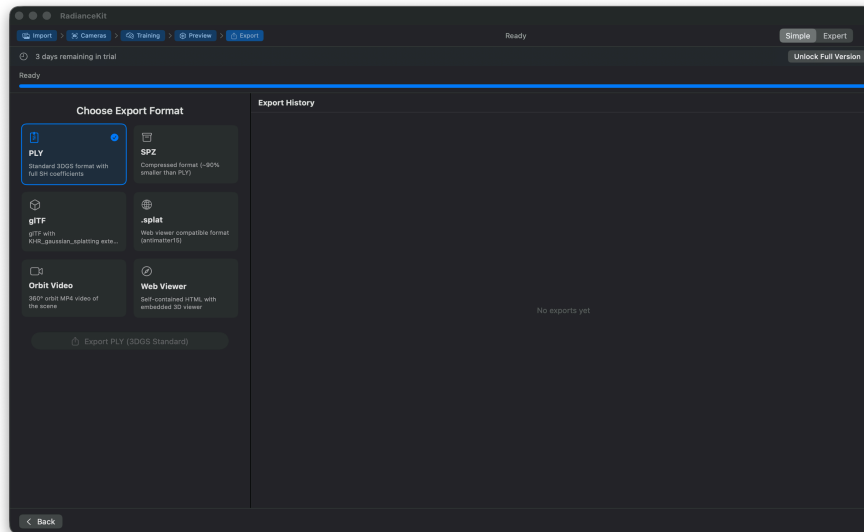 RadianceKit
Import
Cameras
Training
Preview
Export
Ready
Simple
Expert
3 days remaining in trial
Unlock Full Version
Ready
Choose Export Format
Export History
PLY
Standard 3DGS format with
full SH coefficients
SPZ
Compressed format (~90%
smaller than PLY)
glTF
glTF with
KHR_gaussian_splatting exte...
.splat
Web viewer compatible format
(antimatter15)
Orbit Video
360° orbit MP4 video of
the scene
Web Viewer
Self-contained HTML with
embedded 3D viewer
No exports yet
Export PLY (3DGS Standard)
Back